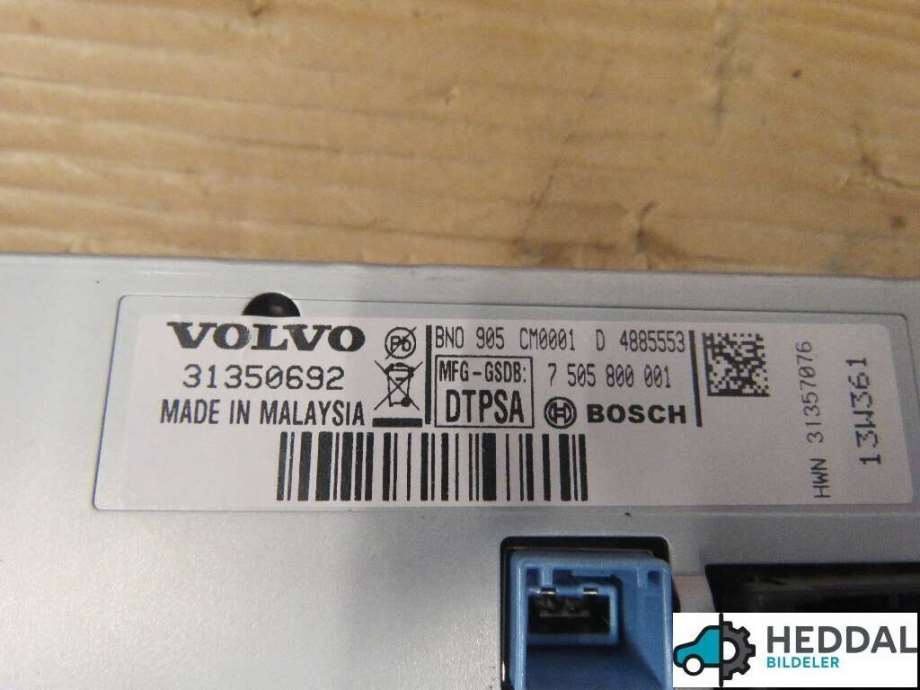 VOLVO
31350692
MADE IN MALAYSIA
Pb
BNO 905 CM0001 D 4885553
MFG-GSDB:
DTPSA
7 505 800 001
BOSCH
HWN 31357076
13W361
HEDDAL
BILDELER